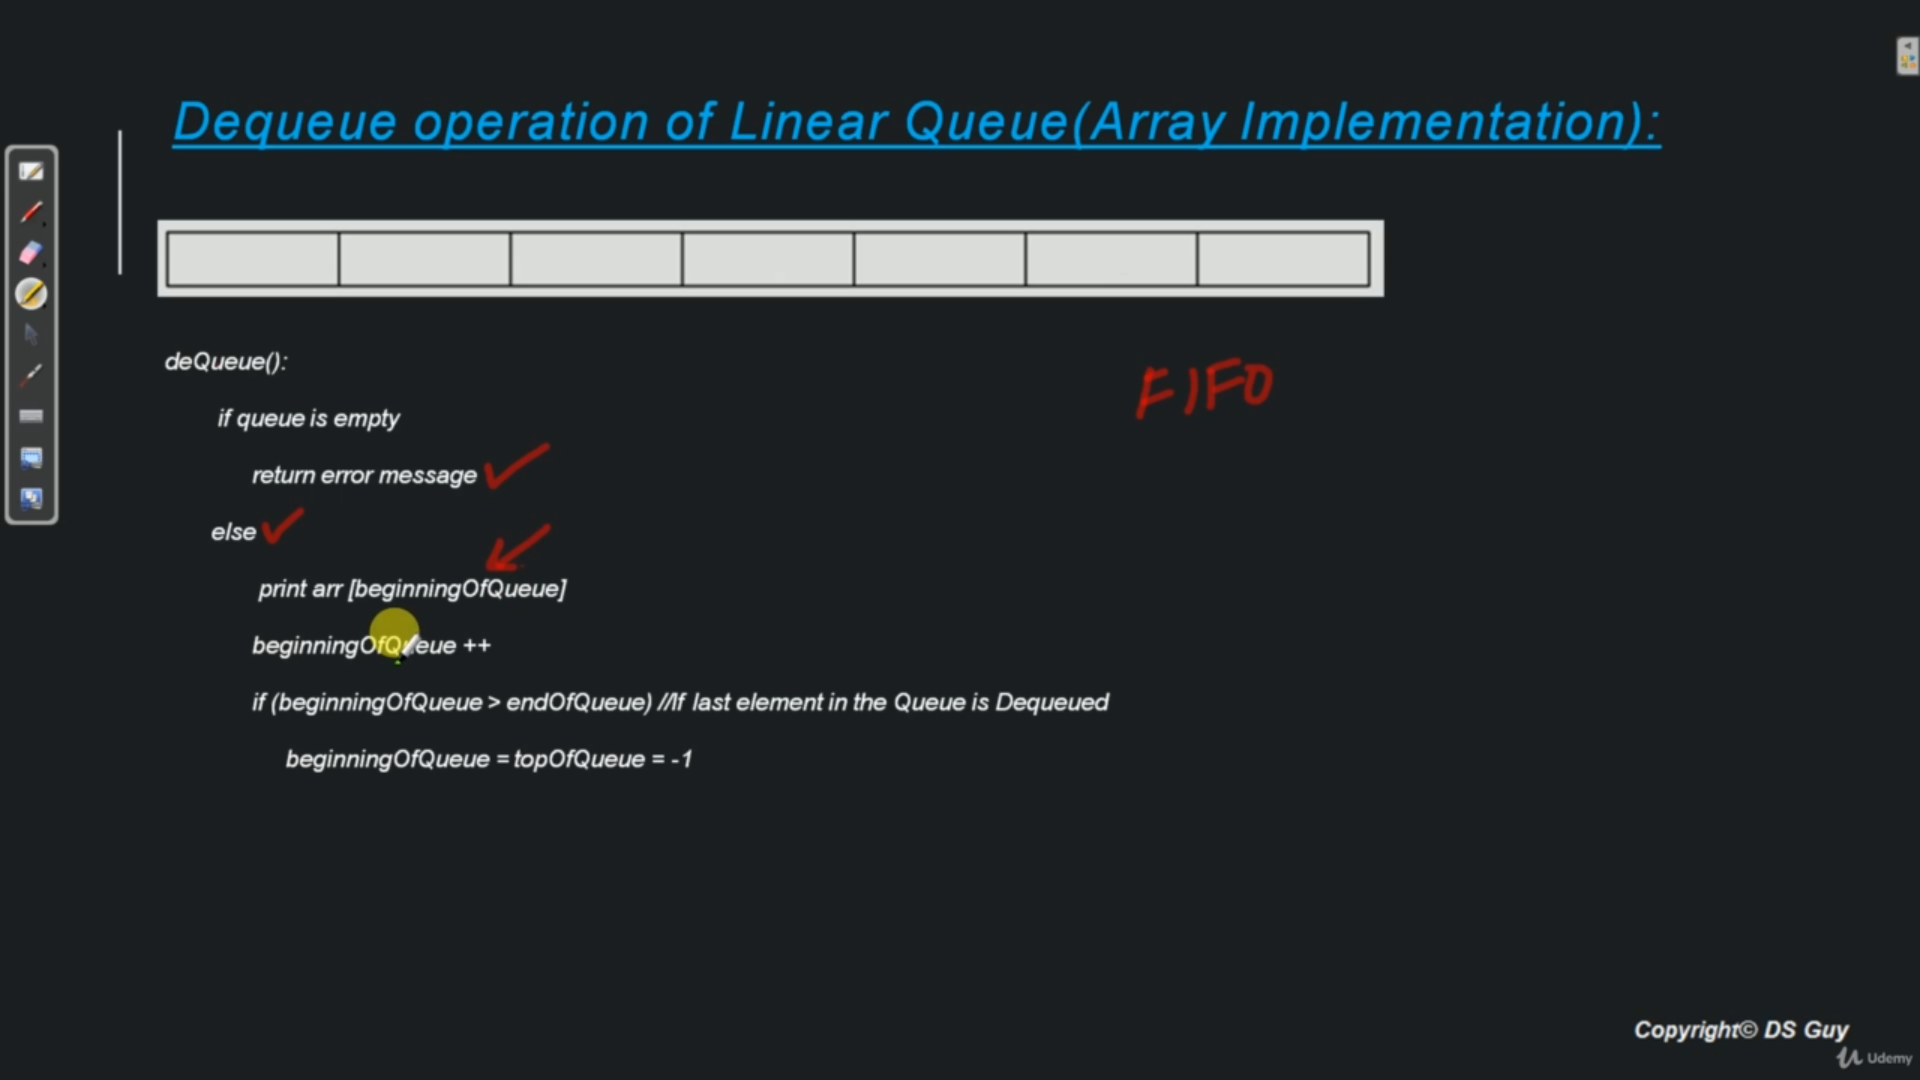 Dequeue operation of Linear Queue(Array Implementation):
deQueue():
FIFO
if queue is empty
return error message
else
print arr [beginningOfQueue]
beginningOfQueue ++
if (beginningOfQueue > endOfQueue) //If last element in the Queue is Dequeued
beginningOfQueue = topOfQueue = -1
Copyright© DS Guy
Udemy